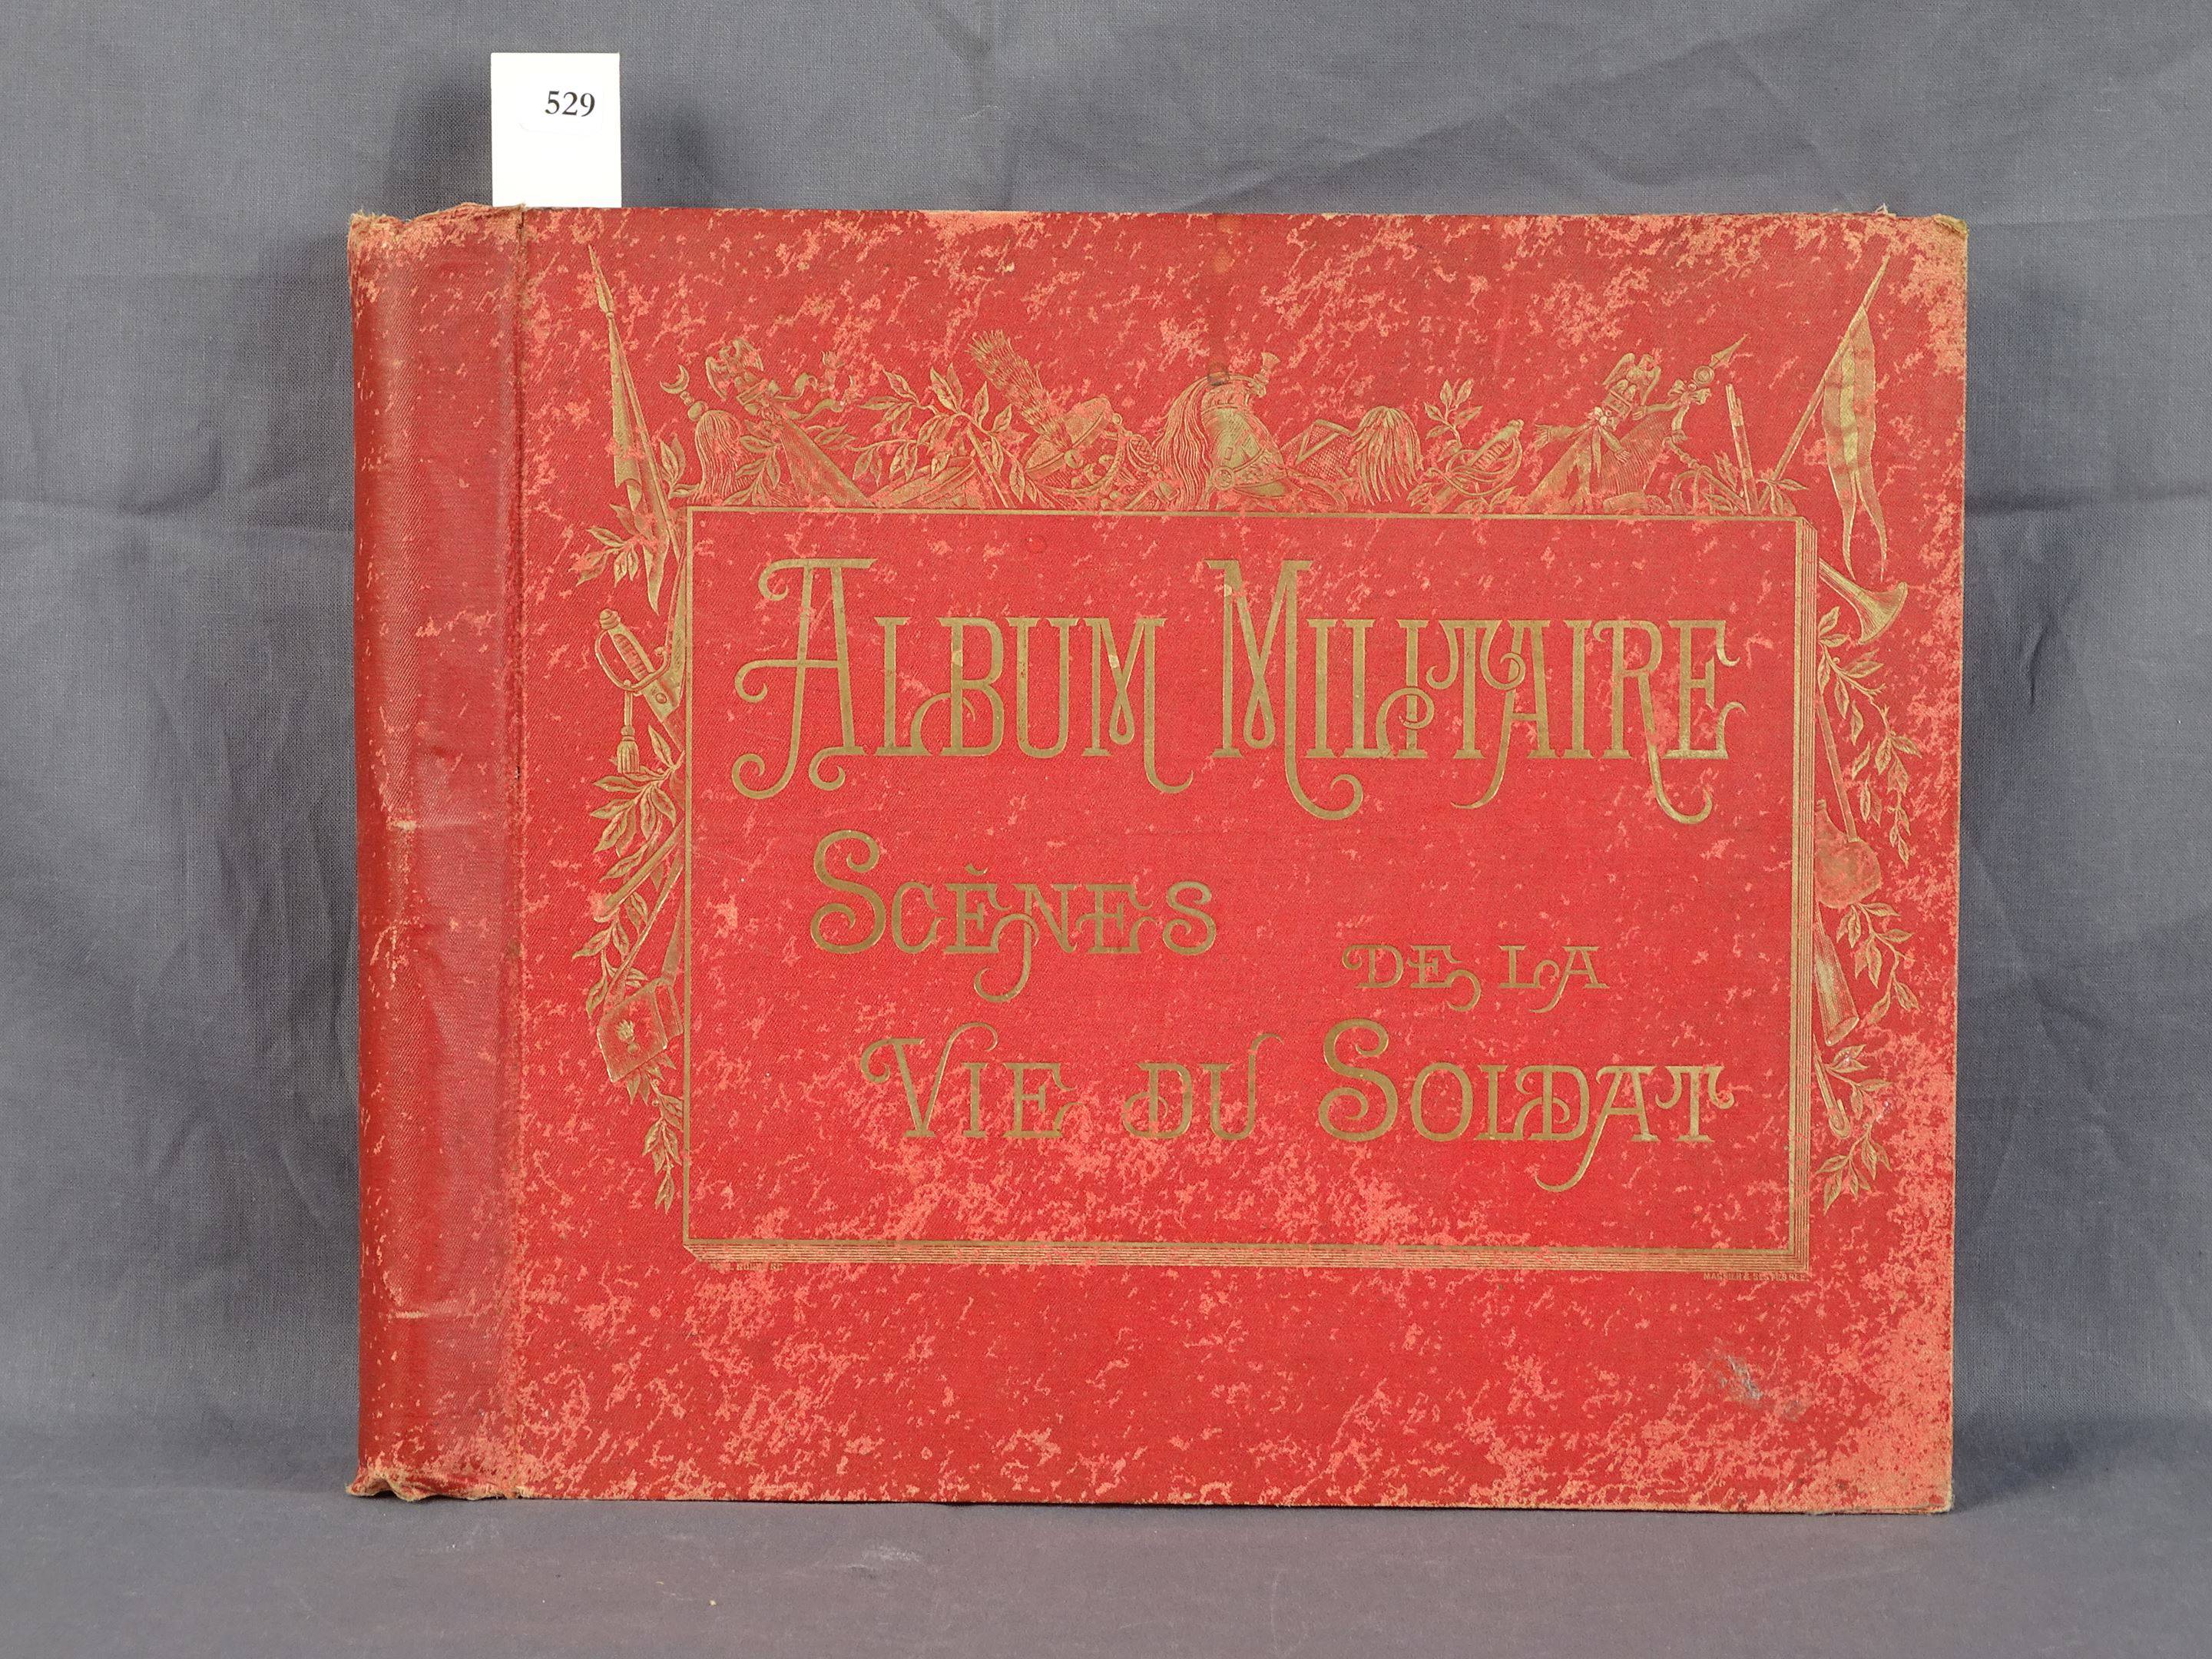 529
ALBUM MILITAIRE
SCÈNES
DE LA
VIE DU SOLDAT